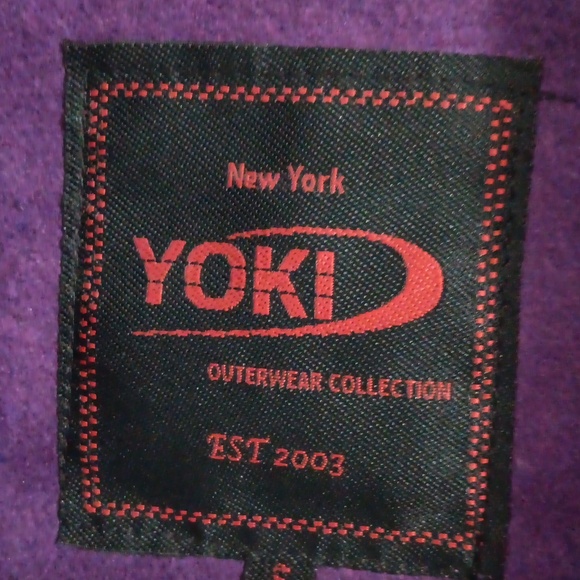 New York
YOKI
OUTERWEAR COLLECTION
EST 2003